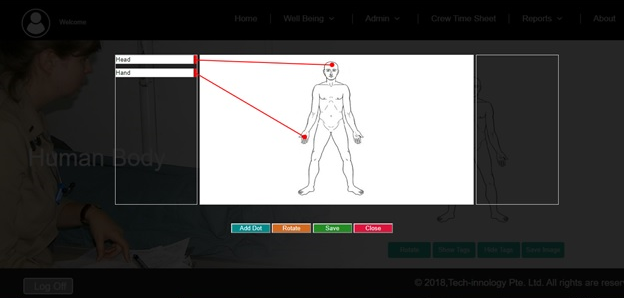 Welcome
Home Well Being Admin Crew Time Sheet Reports About
Head
Hand
Human Body
Add Dot Rotate Save Close
Show Tags Hide Tags Save Image
Log Off
© 2018,Tech-innology Pte. Ltd. All rights are reser